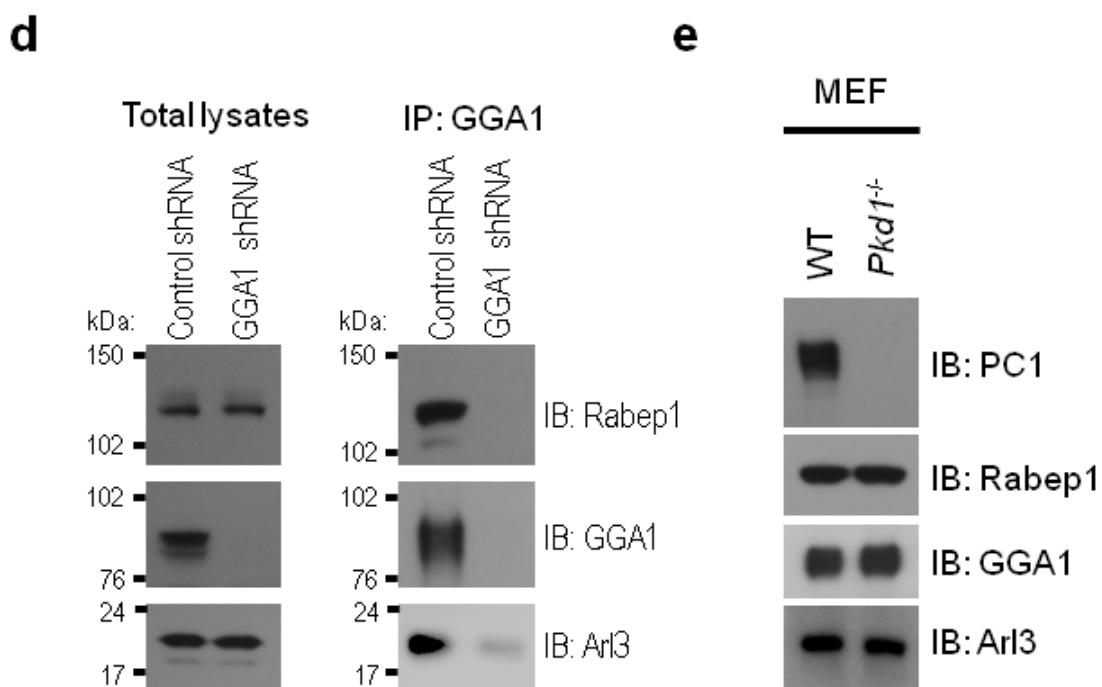 d
Total lysates
IP: GGA1
Control shRNA
GGA1 shRNA
Control shRNA
GGA1 shRNA
kDa:
kDa:
150
102
150
102
IB: Rabep1
102
76
102
76
IB: GGA1
24
17
24
17
IB: Arl3
e
MEF
WT
Pkd1-/-
IB: PC1
IB: Rabep1
IB: GGA1
IB: Arl3